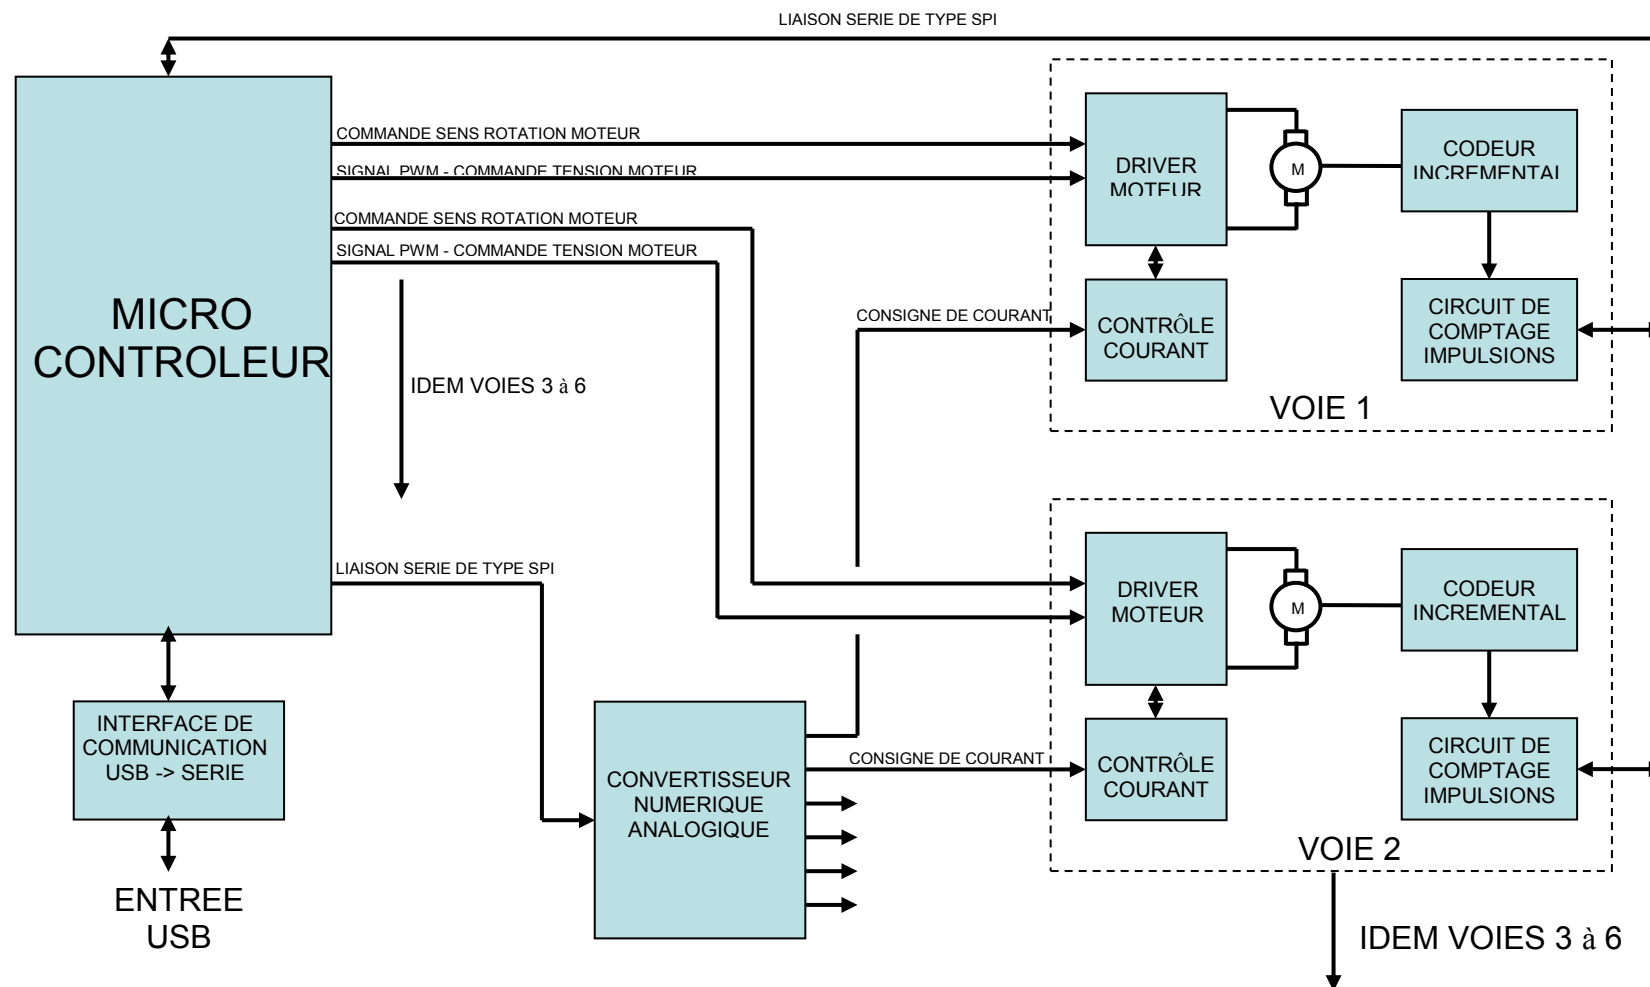 LIAISON SERIE DE TYPE SPI
MICRO
CONTROLEUR
COMMANDE SENS ROTATION MOTEUR
SIGNAL PWM - COMMANDE TENSION MOTEUR
COMMANDE SENS ROTATION MOTEUR
SIGNAL PWM - COMMANDE TENSION MOTEUR
IDEM VOIES 3 à 6
DRIVER
MOTEUR
M
CODEUR
INCREMENTAL
CONSIGNE DE COURANT
CONTRÔLE
COURANT
CIRCUIT DE
COMPTAGE
IMPULSIONS
VOIE 1
LIAISON SERIE DE TYPE SPI
DRIVER
MOTEUR
M
CODEUR
INCREMENTAL
INTERFACE DE
COMMUNICATION
USB -> SERIE
ENTREE
USB
CONVERTISSEUR
NUMERIQUE
ANALOGIQUE
CONSIGNE DE COURANT
CONTRÔLE
COURANT
CIRCUIT DE
COMPTAGE
IMPULSIONS
VOIE 2
IDEM VOIES 3 à 6